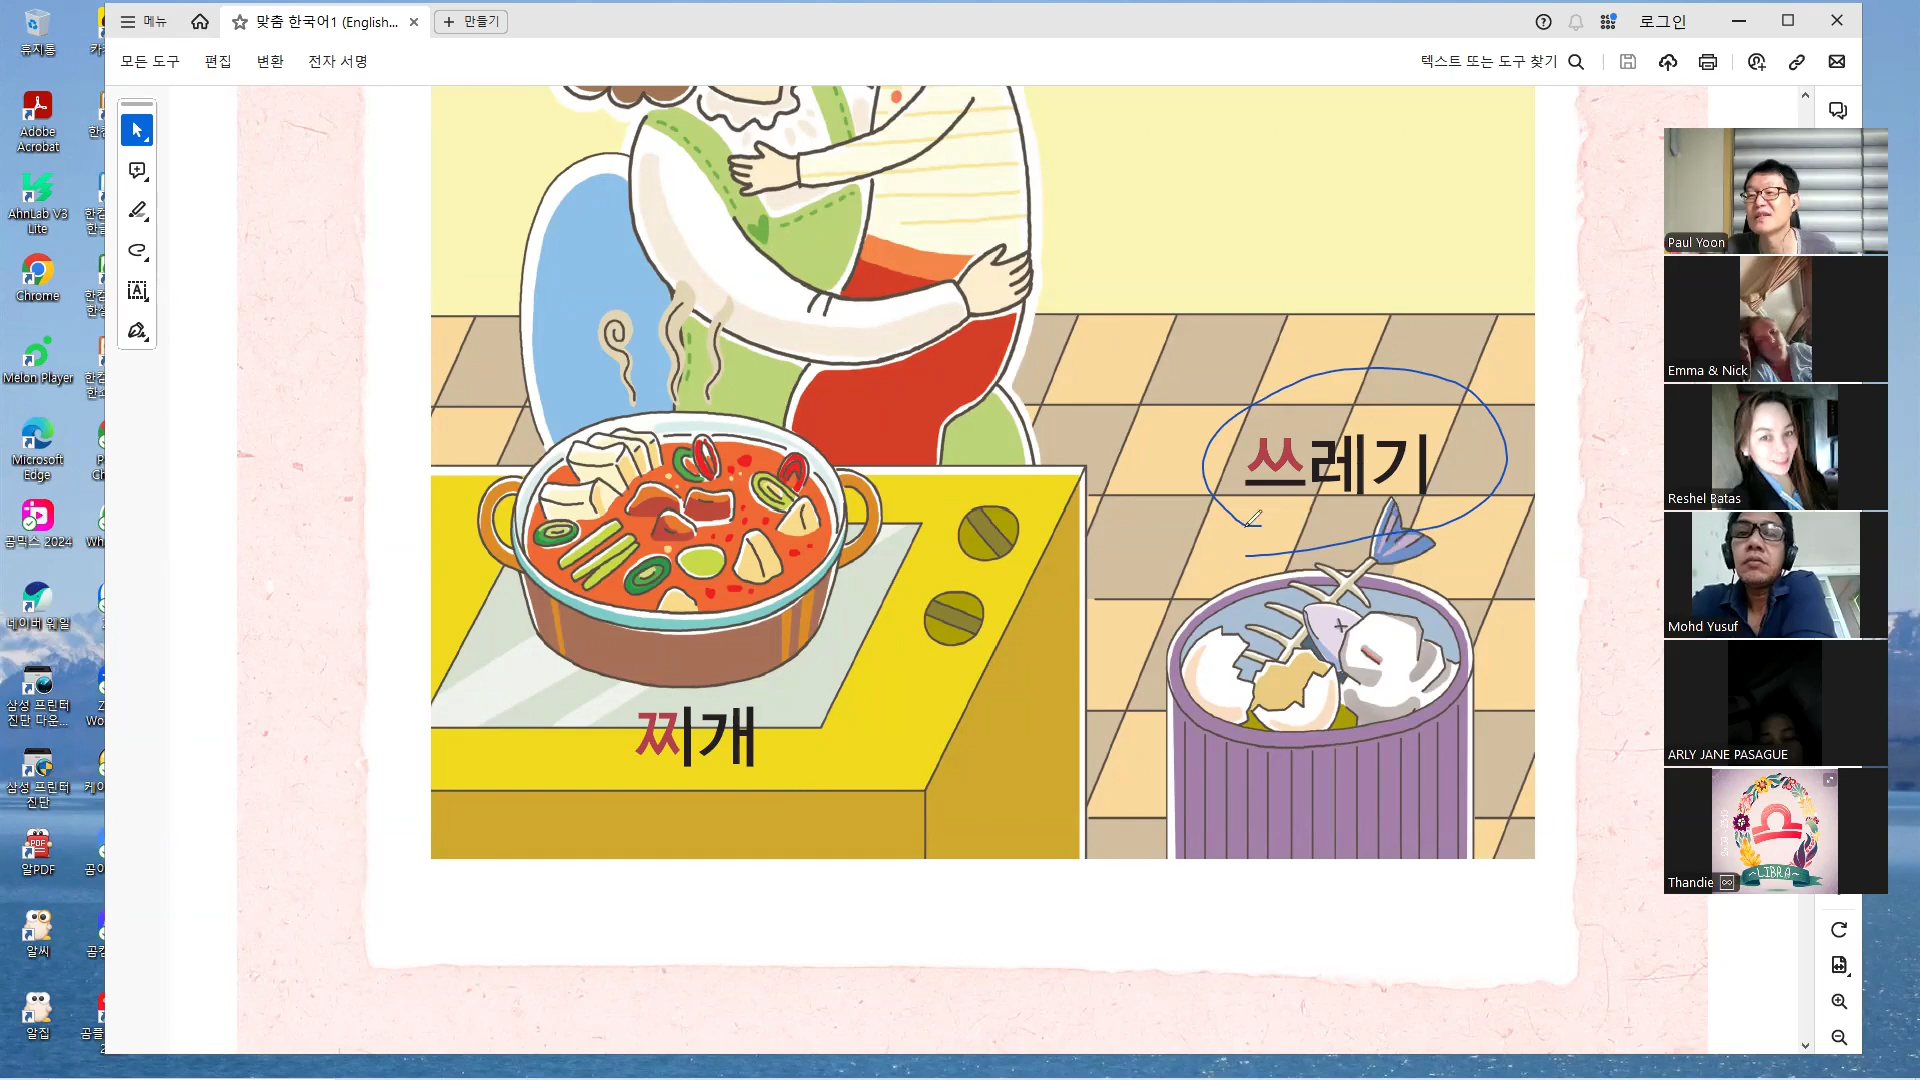 메뉴
맞춤 한국어1 (English...
만들기
로그인
모든 도구
편집
변환
전자 서명
텍스트 또는 도구 찾기
휴지통
Adobe
Acrobat
AhnLab V3
Lite
Chrome
Melon Player
Microsoft
Edge
곰믹스 2024
네이버 웨일
삼성 프린터
진단 다운...
삼성 프린터
진단
알PDF
알씨
알집
쓰레기
찌개
Paul Yoon
Emma & Nick
Reshel Batas
Mohd Yusuf
ARLY JANE PASAGUE
~LIBRA~
Thandie